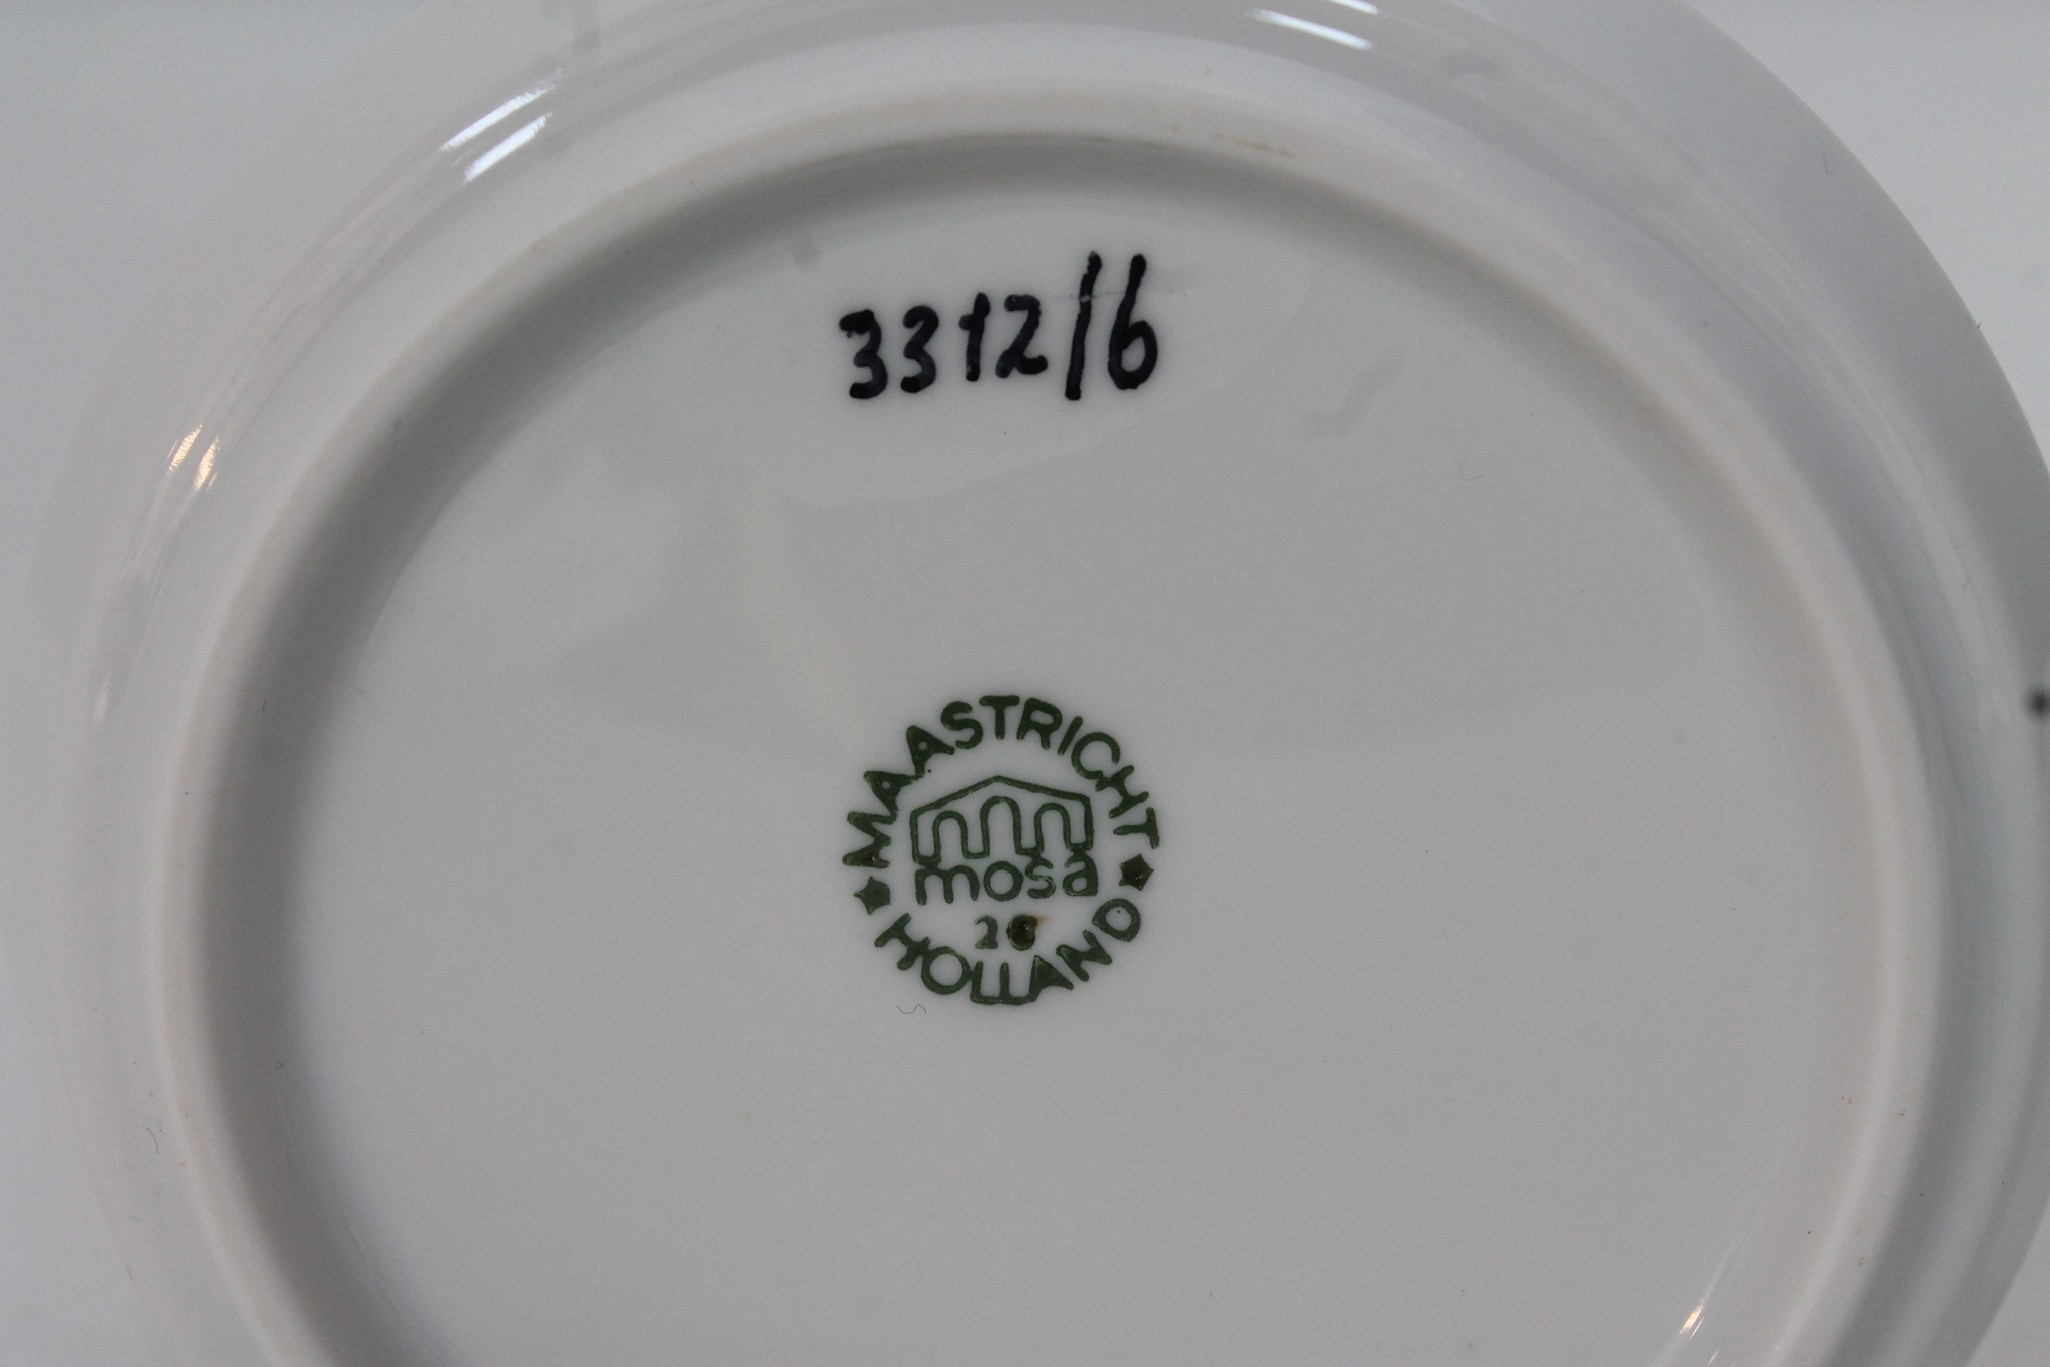 3312/6
MAASTRICHT
mosa
HOLLAND